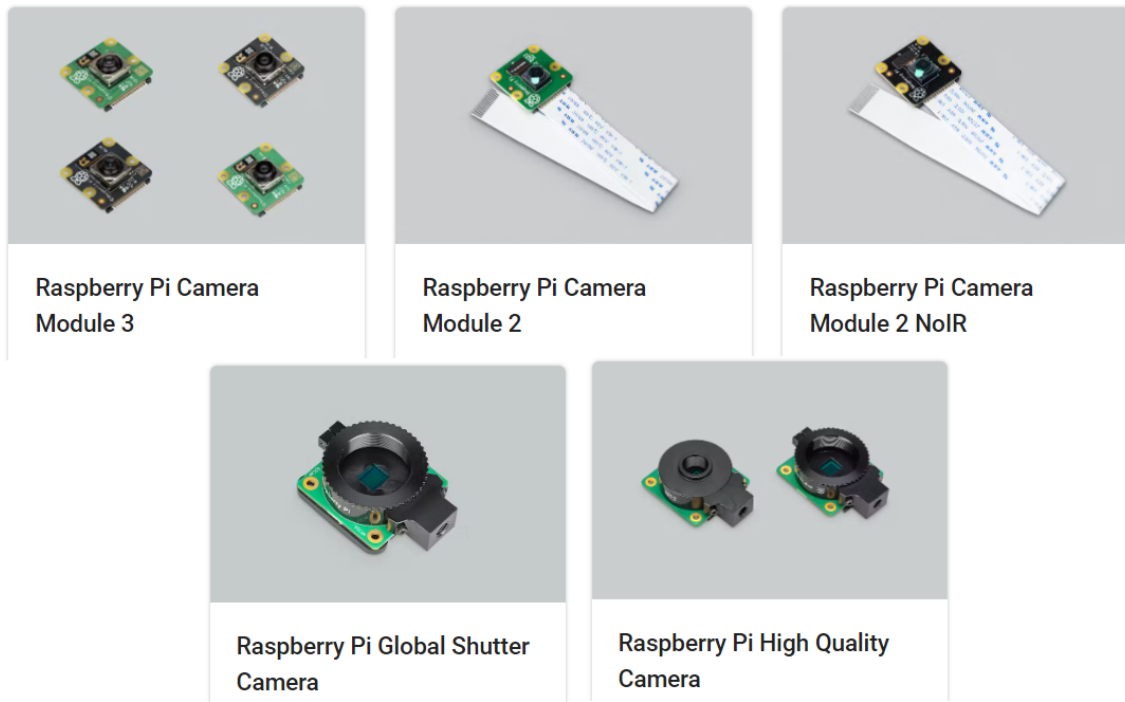 Raspberry Pi Camera
Module 3
Raspberry Pi Camera
Module 2
Raspberry Pi Camera
Module 2 NoIR
Raspberry Pi Global Shutter
Camera
Raspberry Pi High Quality
Camera